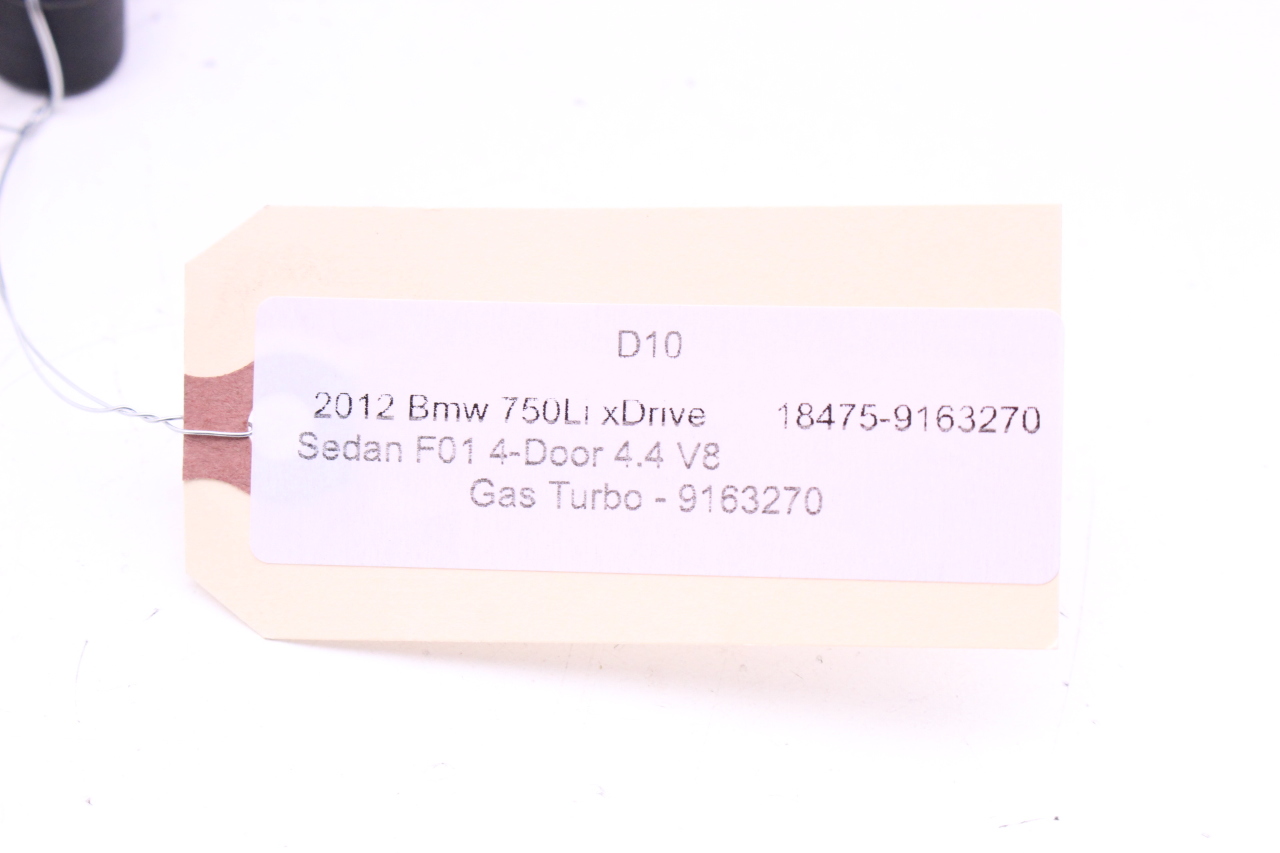 D10
2012 Bmw 750Li xDrive 18475-9163270
Sedan F01 4-Door 4.4 V8
Gas Turbo - 9163270